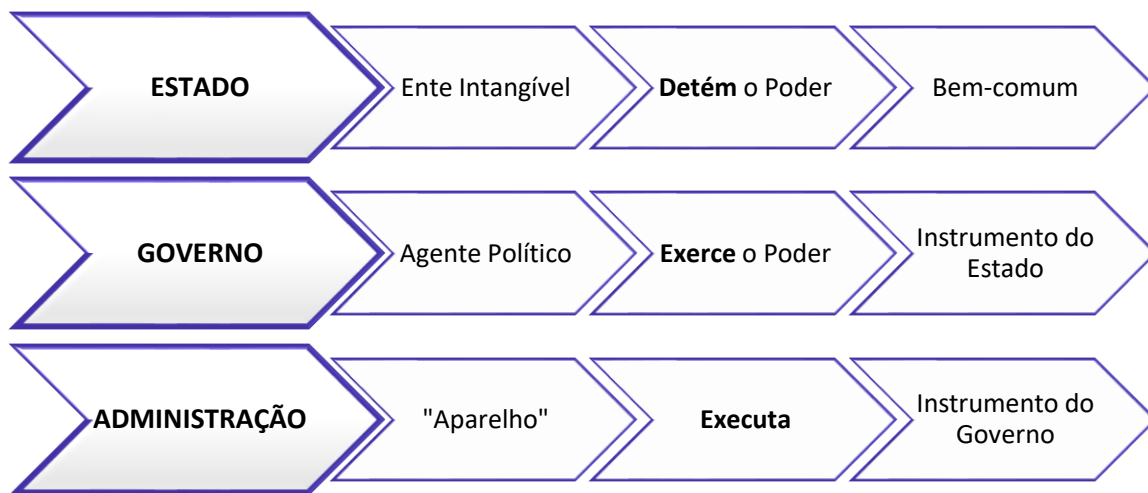 ESTADO
Ente Intangível
Detém o Poder
Bem-comum
GOVERNO
Agente Político
Exerce o Poder
Instrumento do
Estado
ADMINISTRAÇÃO
"Aparelho"
Executa
Instrumento do
Governo